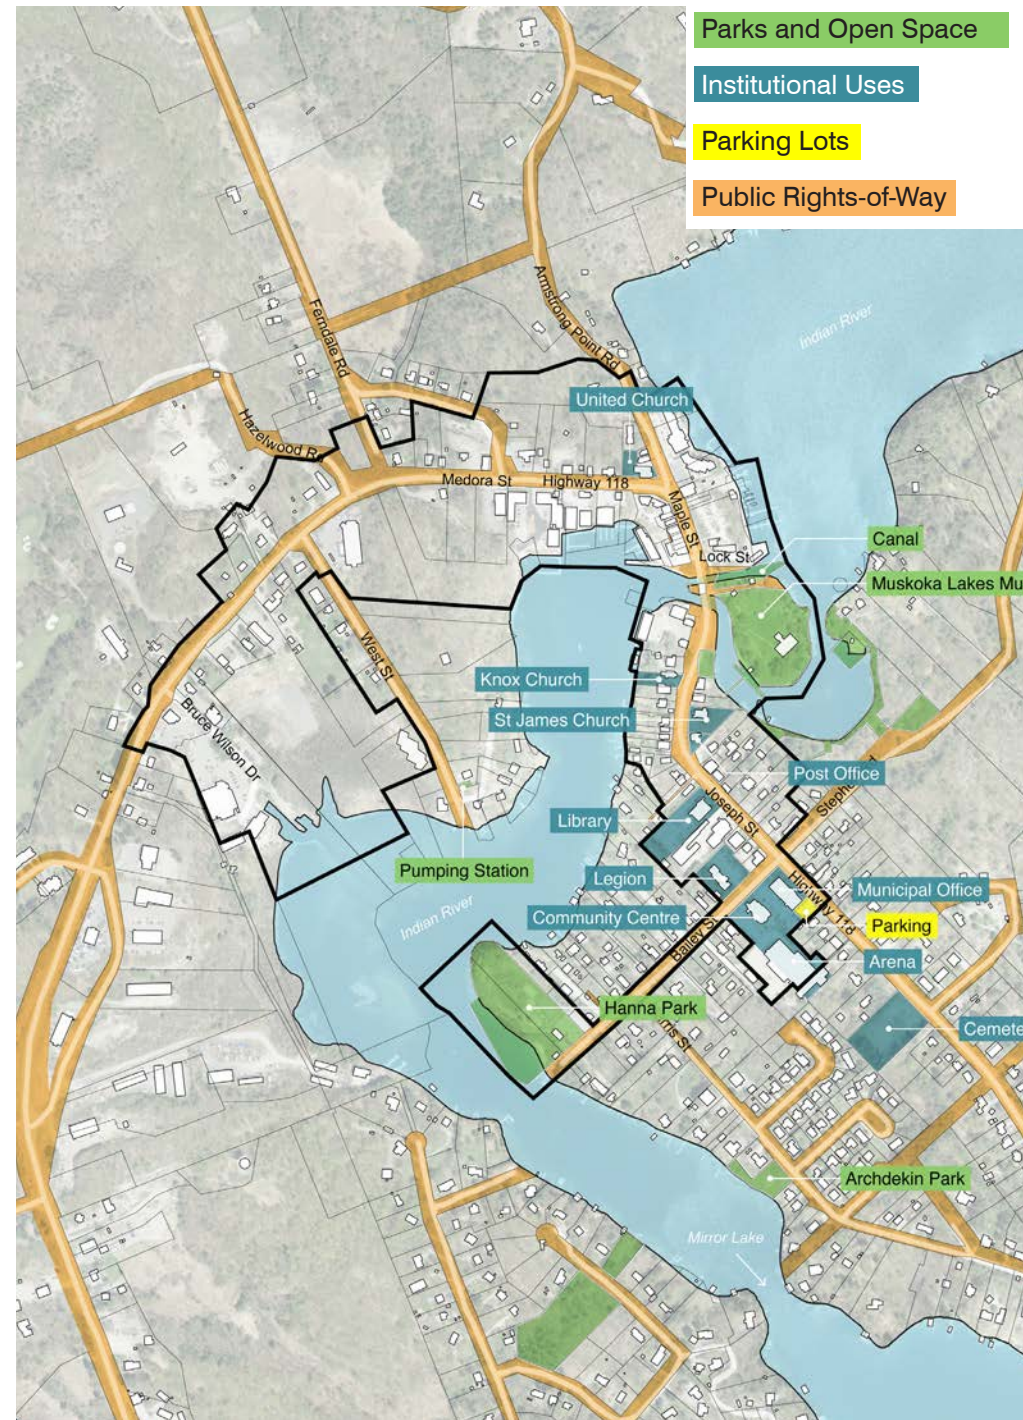 Parks and Open Space
Institutional Uses
Parking Lots
Public Rights-of-Way
Indian River
Armstrong Point Rd
Ferndale Rd
United Church
Hazelwood R
Medora St
Highway 118
Maple St
Lock St
Canal
Muskoka Lakes Mu
West St
Knox Church
St James Church
Bruce Wilson Dr
Post Office
Joseph St
Steph
Library
Pumping Station
Legion
Municipal Office
Highway 118
Indian River
Community Centre
Parking
Bailey St
Arena
Hanna Park
ms St
Cemete
Archdekin Park
Mirror Lake